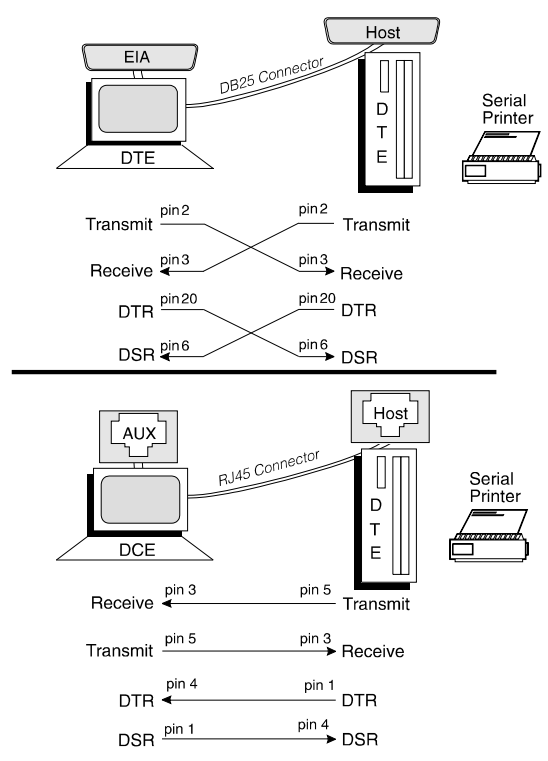 Host
EIA
DB25 Connector
Serial
Printer
D
T
E
DTE
Transmit pin 2 pin 2 Transmit
Receive pin 3 pin 3 Receive
DTR pin 20 pin 20 DTR
DSR pin 6 pin 6 DSR
AUX
Host
RJ45 Connector
Serial
Printer
D
T
E
DCE
Receive pin 3 pin 5 Transmit
Transmit pin 5 pin 3 Receive
DTR pin 4 pin 1 DTR
DSR pin 1 pin 4 DSR